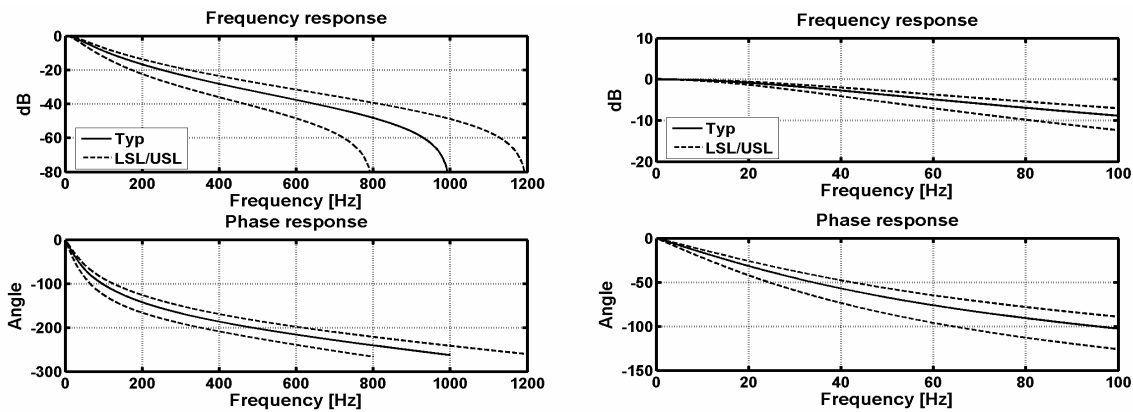 Frequency response
0
-20
-40
-60
-80
dB
Typ
LSL/USL
0 200 400 600 800 1000 1200
Frequency [Hz]
Phase response
0
-100
-200
-300
Angle
0 200 400 600 800 1000 1200
Frequency [Hz]
Frequency response
10
0
-10
-20
dB
Typ
LSL/USL
0 20 40 60 80 100
Frequency [Hz]
Phase response
0
-50
-100
-150
Angle
0 20 40 60 80 100
Frequency [Hz]